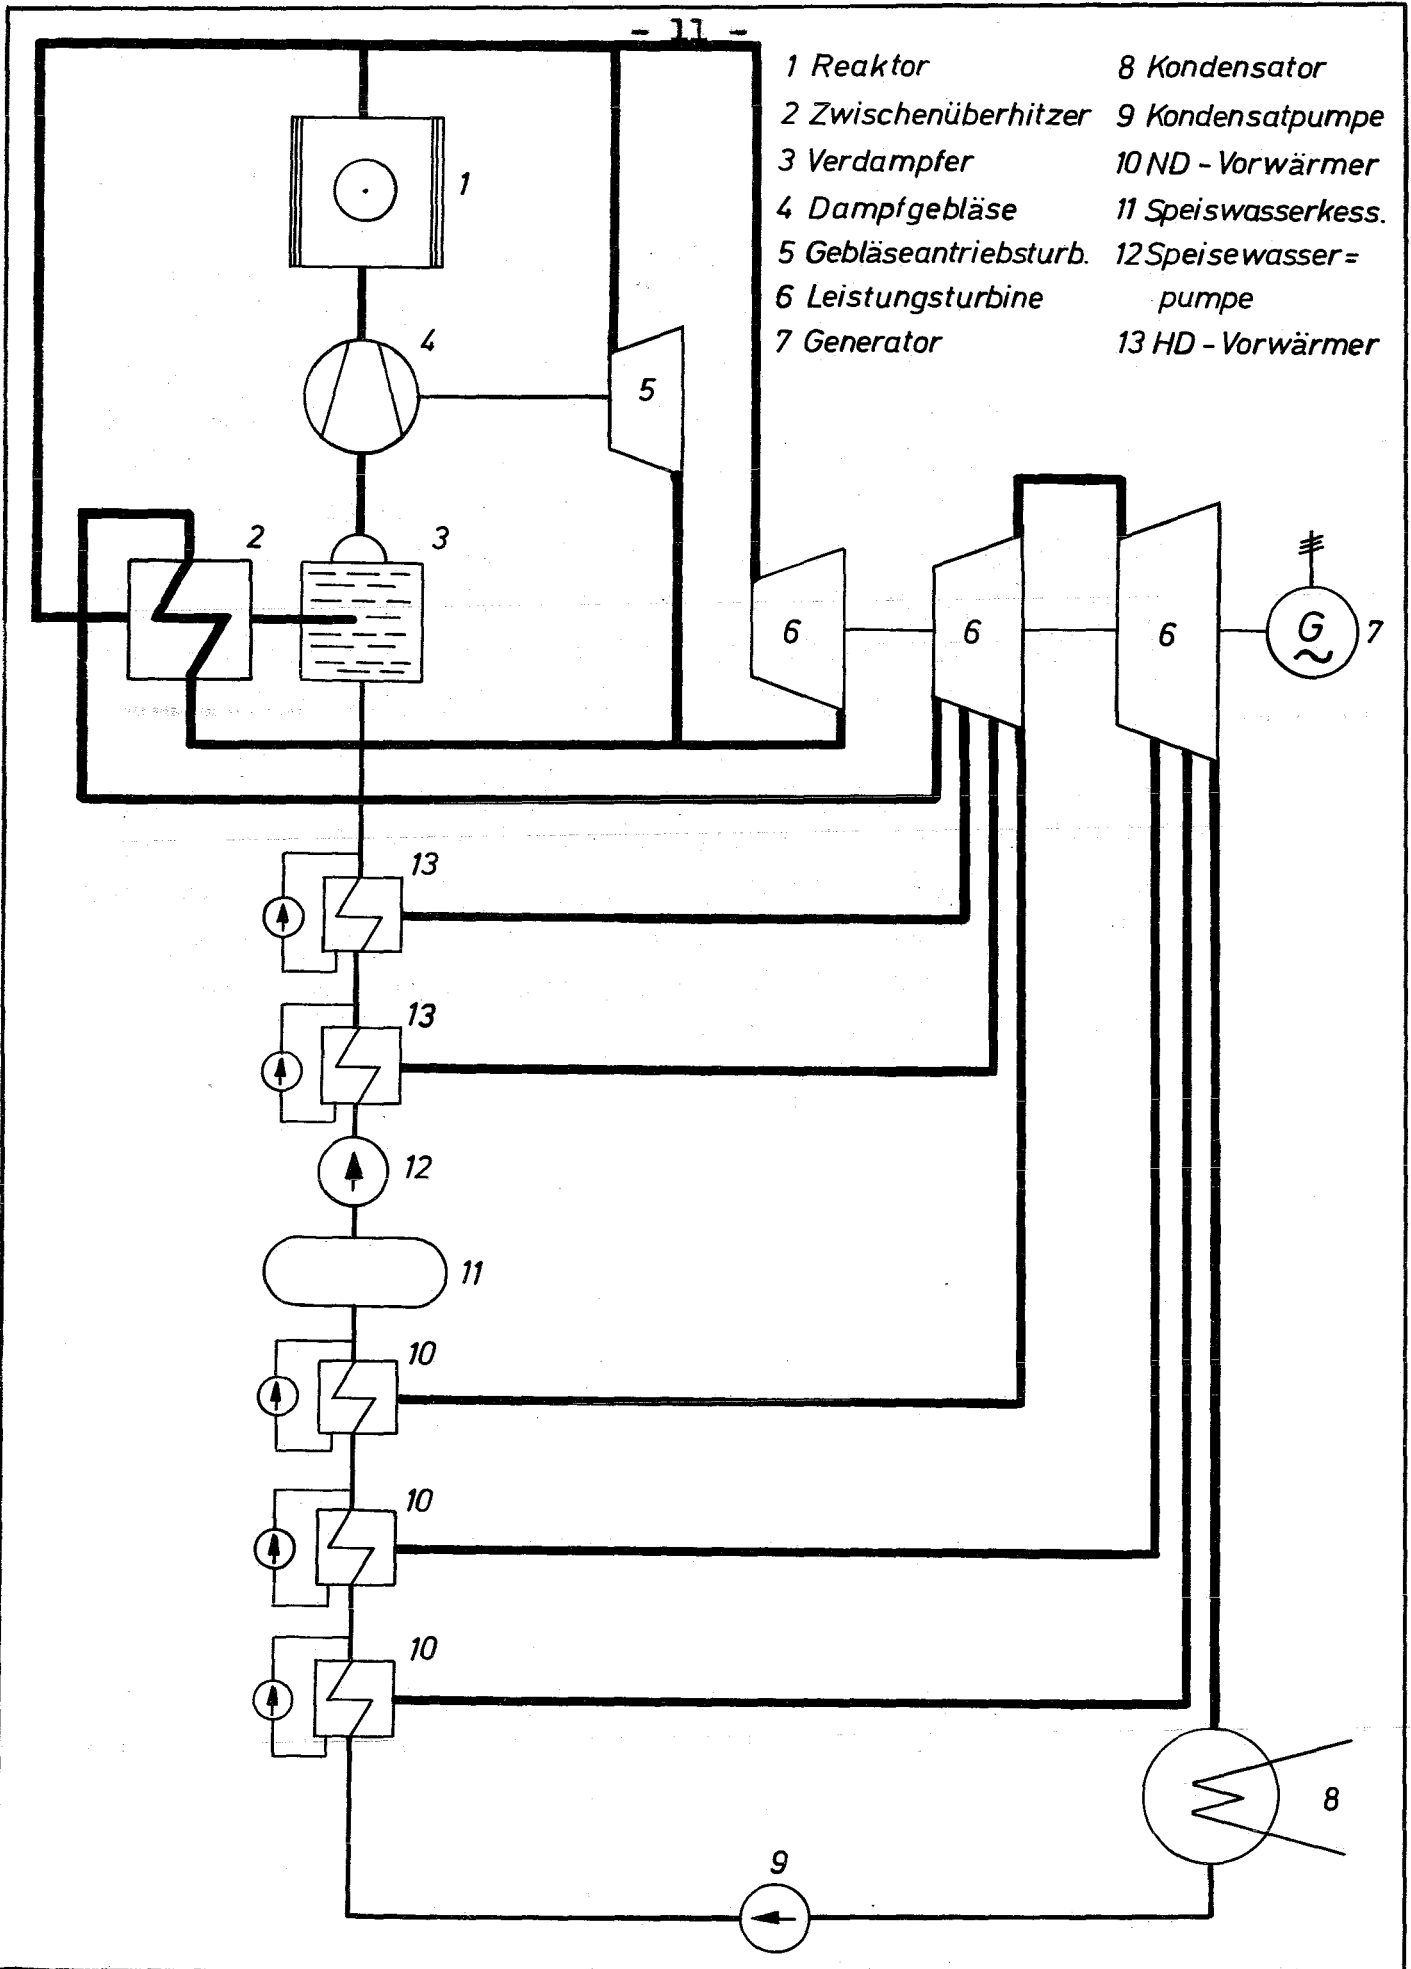 - 11 -
1 Reaktor
2 Zwischenüberhitzer
3 Verdampfer
4 Dampfgebläse
5 Gebläseantriebsturb.
6 Leistungsturbine
7 Generator
8 Kondensator
9 Kondensatpumpe
10 ND - Vorwärmer
11 Speiswasserkess.
12 Speisewasser=
pumpe
13 HD - Vorwärmer
1
4
5
2
3
6
6
6
G
7
13
13
12
11
10
10
10
8
9